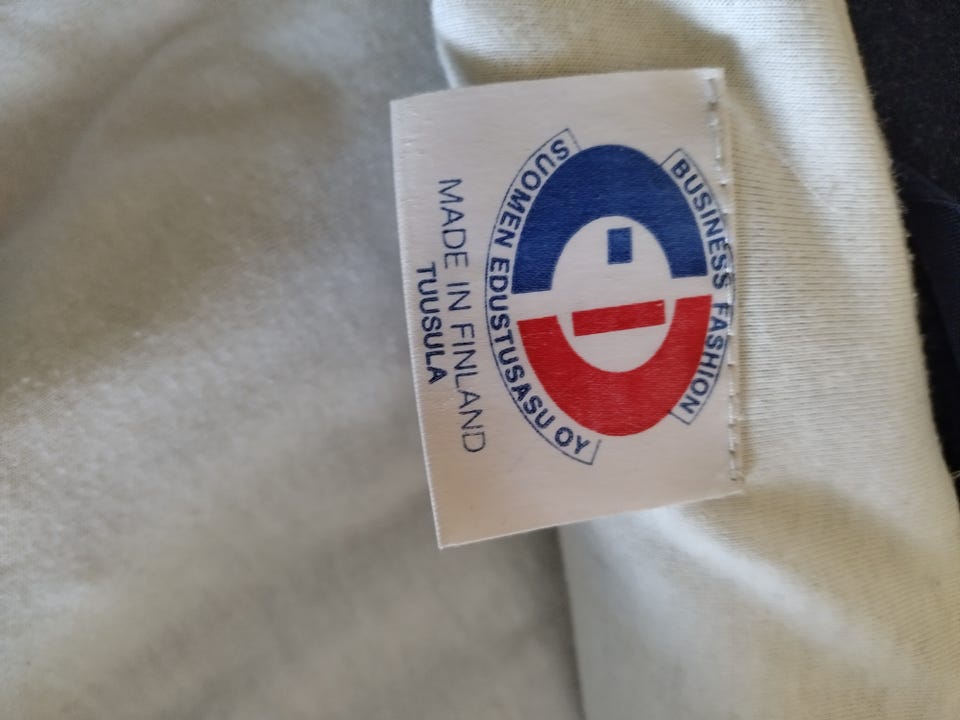 BUSINESS FASHION
SUOMEN EDUSTUSASU OY
MADE IN FINLAND
TUUSULA